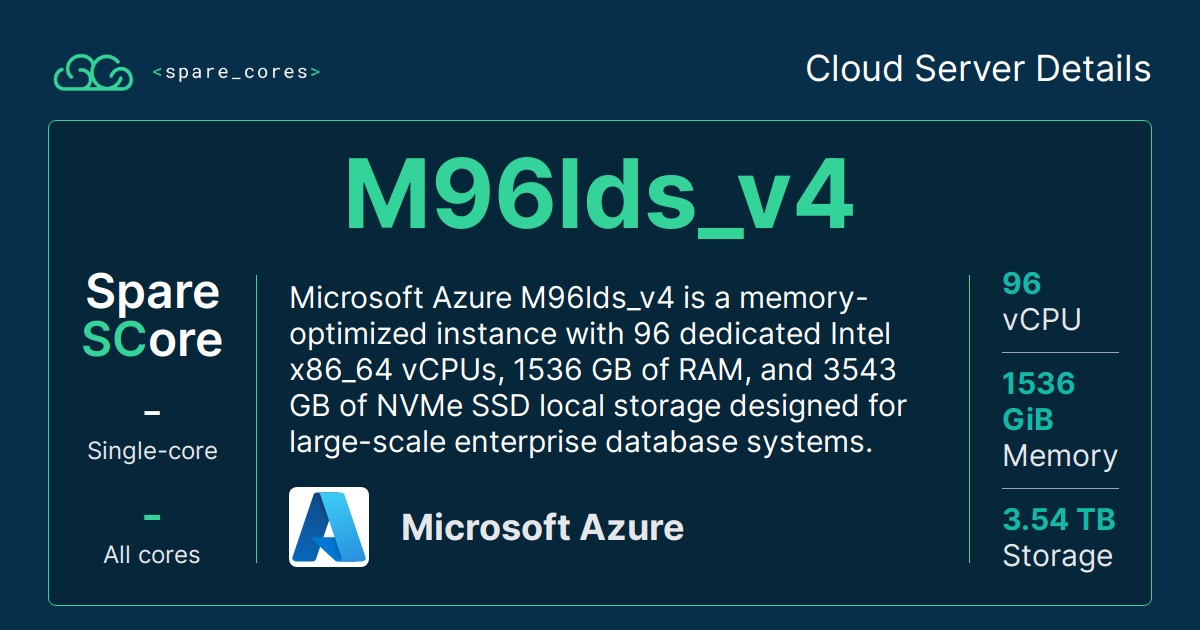 <spare_cores>
Cloud Server Details
M96lds_v4
Spare
SCore
–
Single-core
–
All cores
Microsoft Azure M96lds_v4 is a memory-
optimized instance with 96 dedicated Intel
x86_64 vCPUs, 1536 GB of RAM, and 3543
GB of NVMe SSD local storage designed for
large-scale enterprise database systems.
Microsoft Azure
96
vCPU
1536
GiB
Memory
3.54 TB
Storage